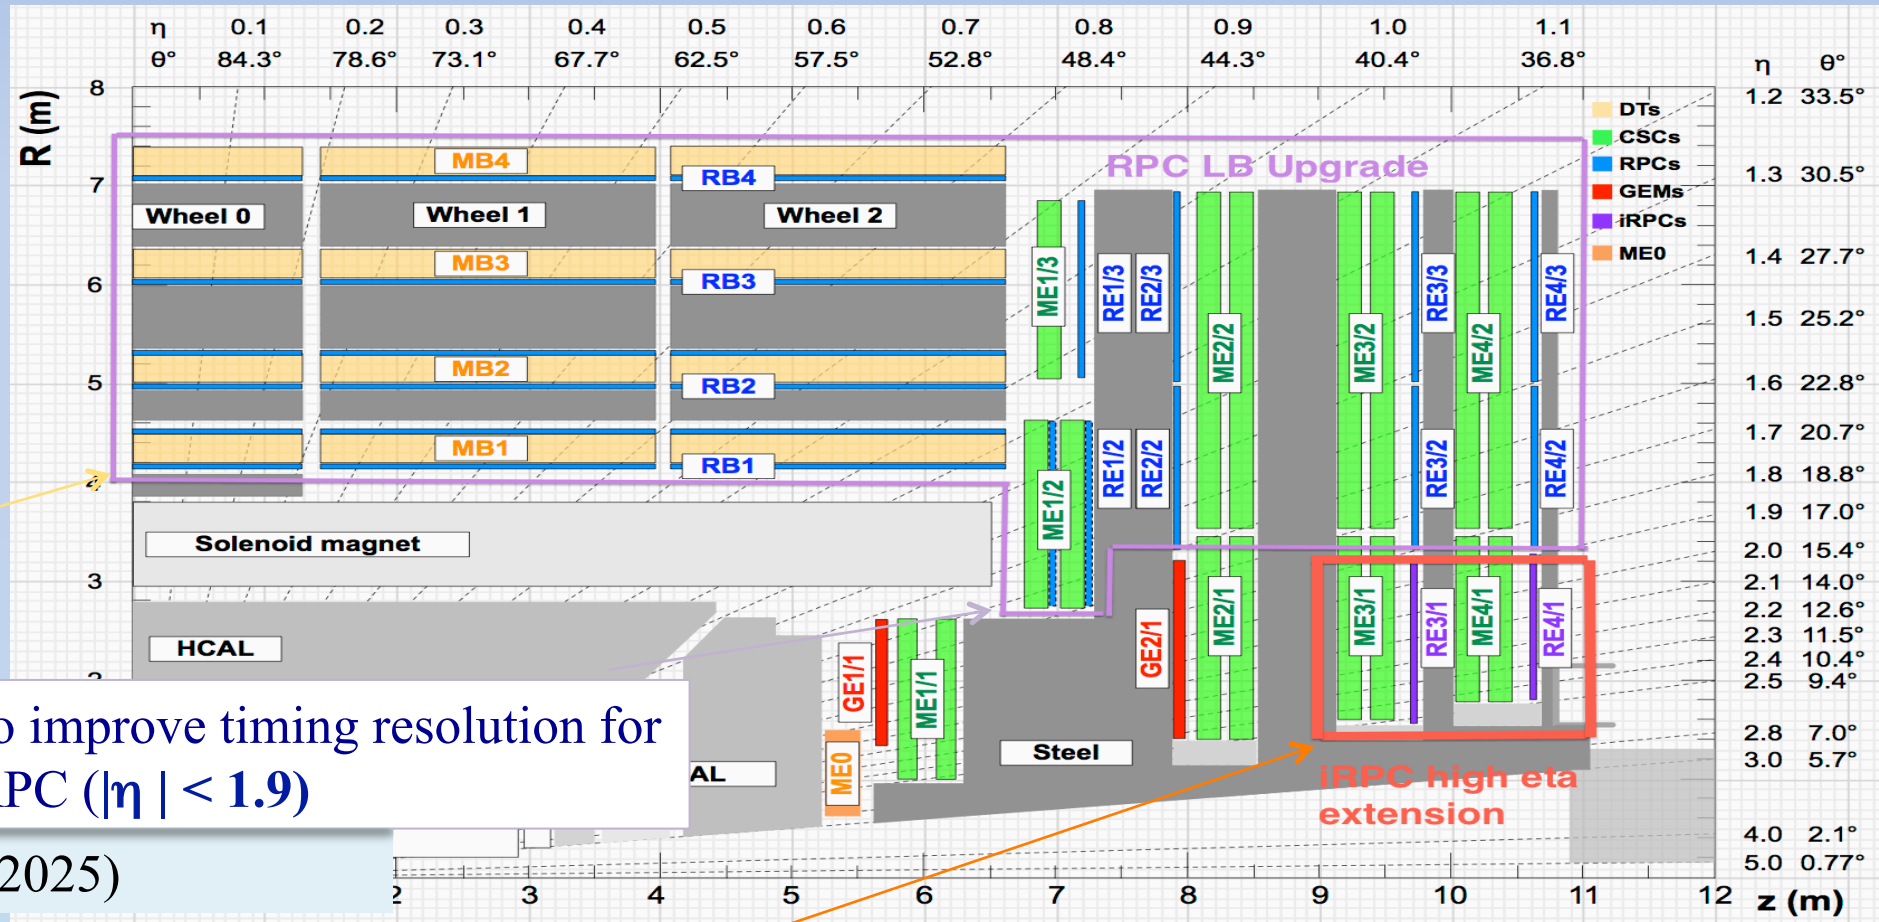 η 0.1 0.2 0.3 0.4 0.5 0.6 0.7 0.8 0.9 1.0 1.1
θ° 84.3° 78.6° 73.1° 67.7° 62.5° 57.5° 52.8° 48.4° 44.3° 40.4° 36.8°
η θ°
R (m)
8
7
6
5
4
3
1.2 33.5°
1.3 30.5°
1.4 27.7°
1.5 25.2°
1.6 22.8°
1.7 20.7°
1.8 18.8°
1.9 17.0°
2.0 15.4°
2.1 14.0°
2.2 12.6°
2.3 11.5°
2.4 10.4°
2.5 9.4°
2.8 7.0°
3.0 5.7°
4.0 2.1°
5.0 0.77°
DTs
CSCs
RPCs
GEMs
iRPCs
ME0
RPC LB Upgrade
MB4
RB4
Wheel 0 Wheel 1 Wheel 2
MB3
RB3
MB2
RB2
MB1
RB1
Solenoid magnet
HCAL
ME1/3
RE1/3
RE2/3
ME2/2
ME3/2
RE3/3
ME4/2
RE4/3
ME1/2
RE1/2
RE2/2
RE3/2
RE4/2
GE1/1
ME1/1
ME0
GE2/1
ME2/1
ME3/1
RE3/1
ME4/1
RE4/1
Steel
AL
iRPC high eta
extension
o improve timing resolution for
RPC (|η | < 1.9)
2025)
2 3 4 5 6 7 8 9 10 11 12 z (m)